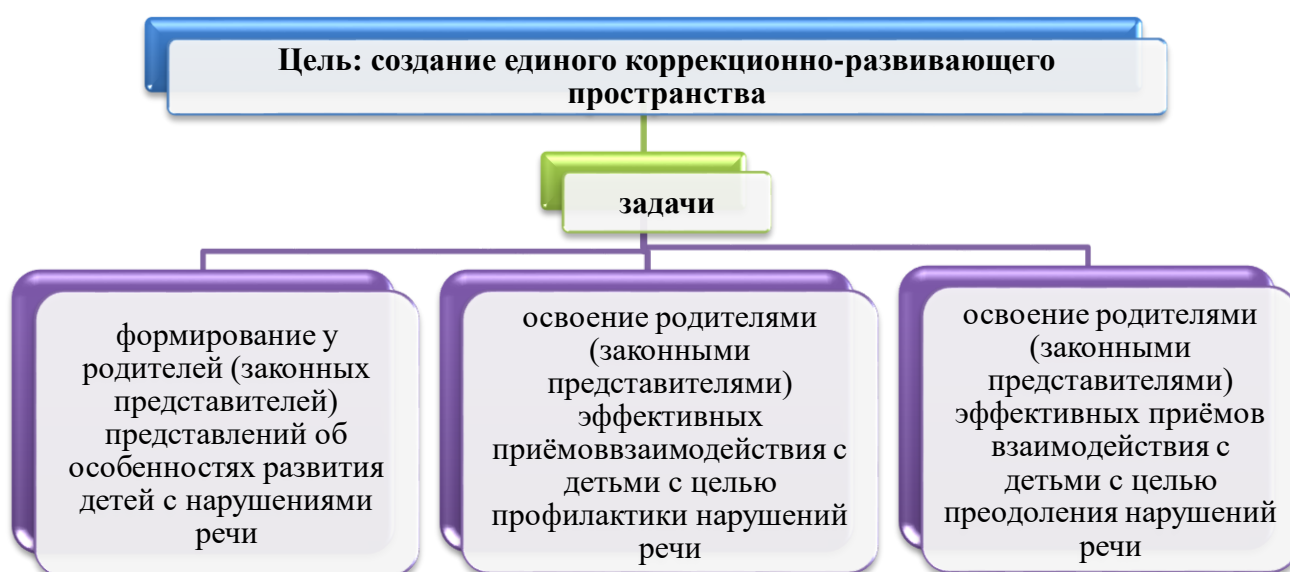 Цель: создание единого коррекционно-развивающего
пространства
задачи
формирование у
родителей (законных
представителей)
представлений об
особенностях развития
детей с нарушениями
речи
освоение родителями
(законными
представителями)
эффективных
приёмоввзаимодействия с
детьми с целью
профилактики нарушений
речи
освоение родителями
(законными
представителями)
эффективных приёмов
взаимодействия с
детьми с целью
преодоления нарушений
речи